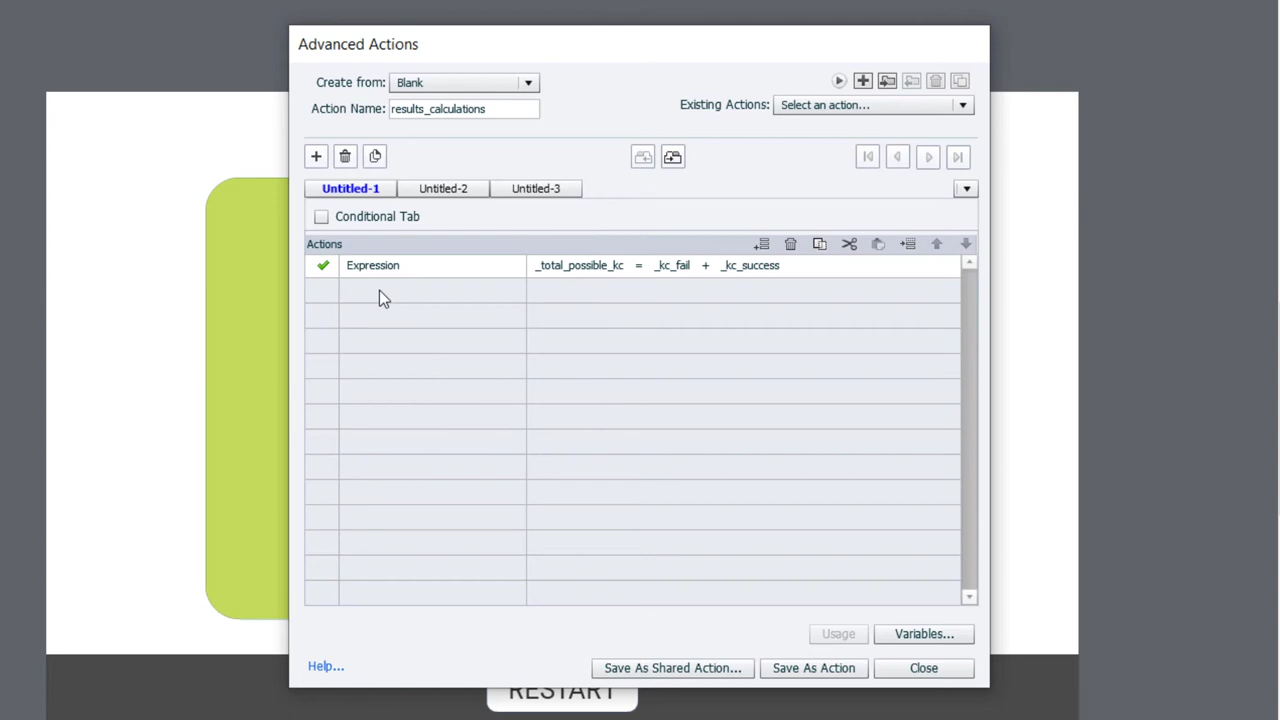 Advanced Actions
Create from: Blank
Action Name: results_calculations
Existing Actions: Select an action...
Untitled-1 Untitled-2 Untitled-3
Conditional Tab
Actions
Expression _total_possible_kc = _kc_fail + _kc_success
Usage Variables...
Help... Save As Shared Action... Save As Action Close
RESTART